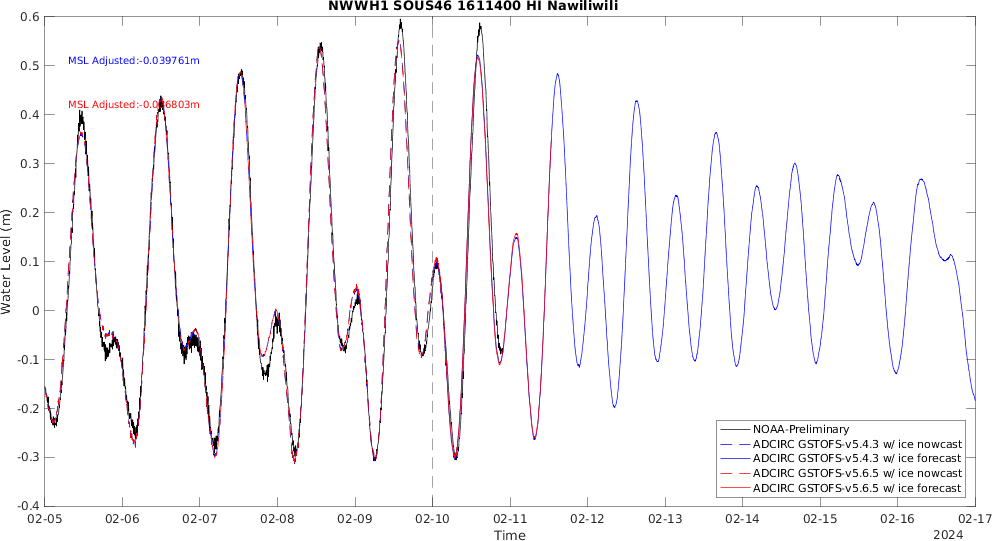 NWWH1 SOUS46 1611400 HI Nawiliwili
0.6
0.5
0.4
0.3
0.2
0.1
0
-0.1
-0.2
-0.3
-0.4
Water Level (m)
MSL Adjusted:-0.039761m
MSL Adjusted:-0.046803m
NOAA-Preliminary
ADCIRC GSTOFS-v5.4.3 w/ ice nowcast
ADCIRC GSTOFS-v5.4.3 w/ ice forecast
ADCIRC GSTOFS-v5.6.5 w/ ice nowcast
ADCIRC GSTOFS-v5.6.5 w/ ice forecast
02-05 02-06 02-07 02-08 02-09 02-10 02-11 02-12 02-13 02-14 02-15 02-16 02-17
Time
2024